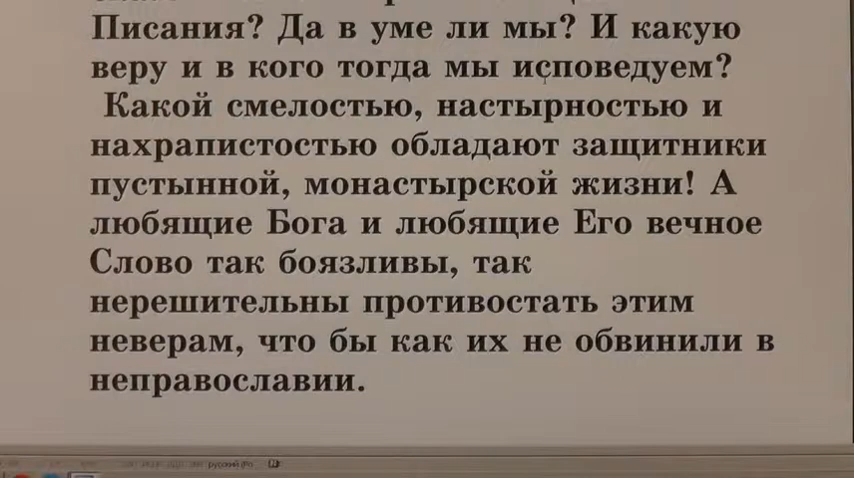 Писания? Да в уме ли мы? И какую
веру и в кого тогда мы исповедуем?
Какой смелостью, настырностью и
нахрапистостью обладают защитники
пустынной, монастырской жизни! А
любящие Бога и любящие Его вечное
Слово так боязливы, так
нерешительны противостать этим
неверам, что бы как их не обвинили в
неправославии.
русский (Ро